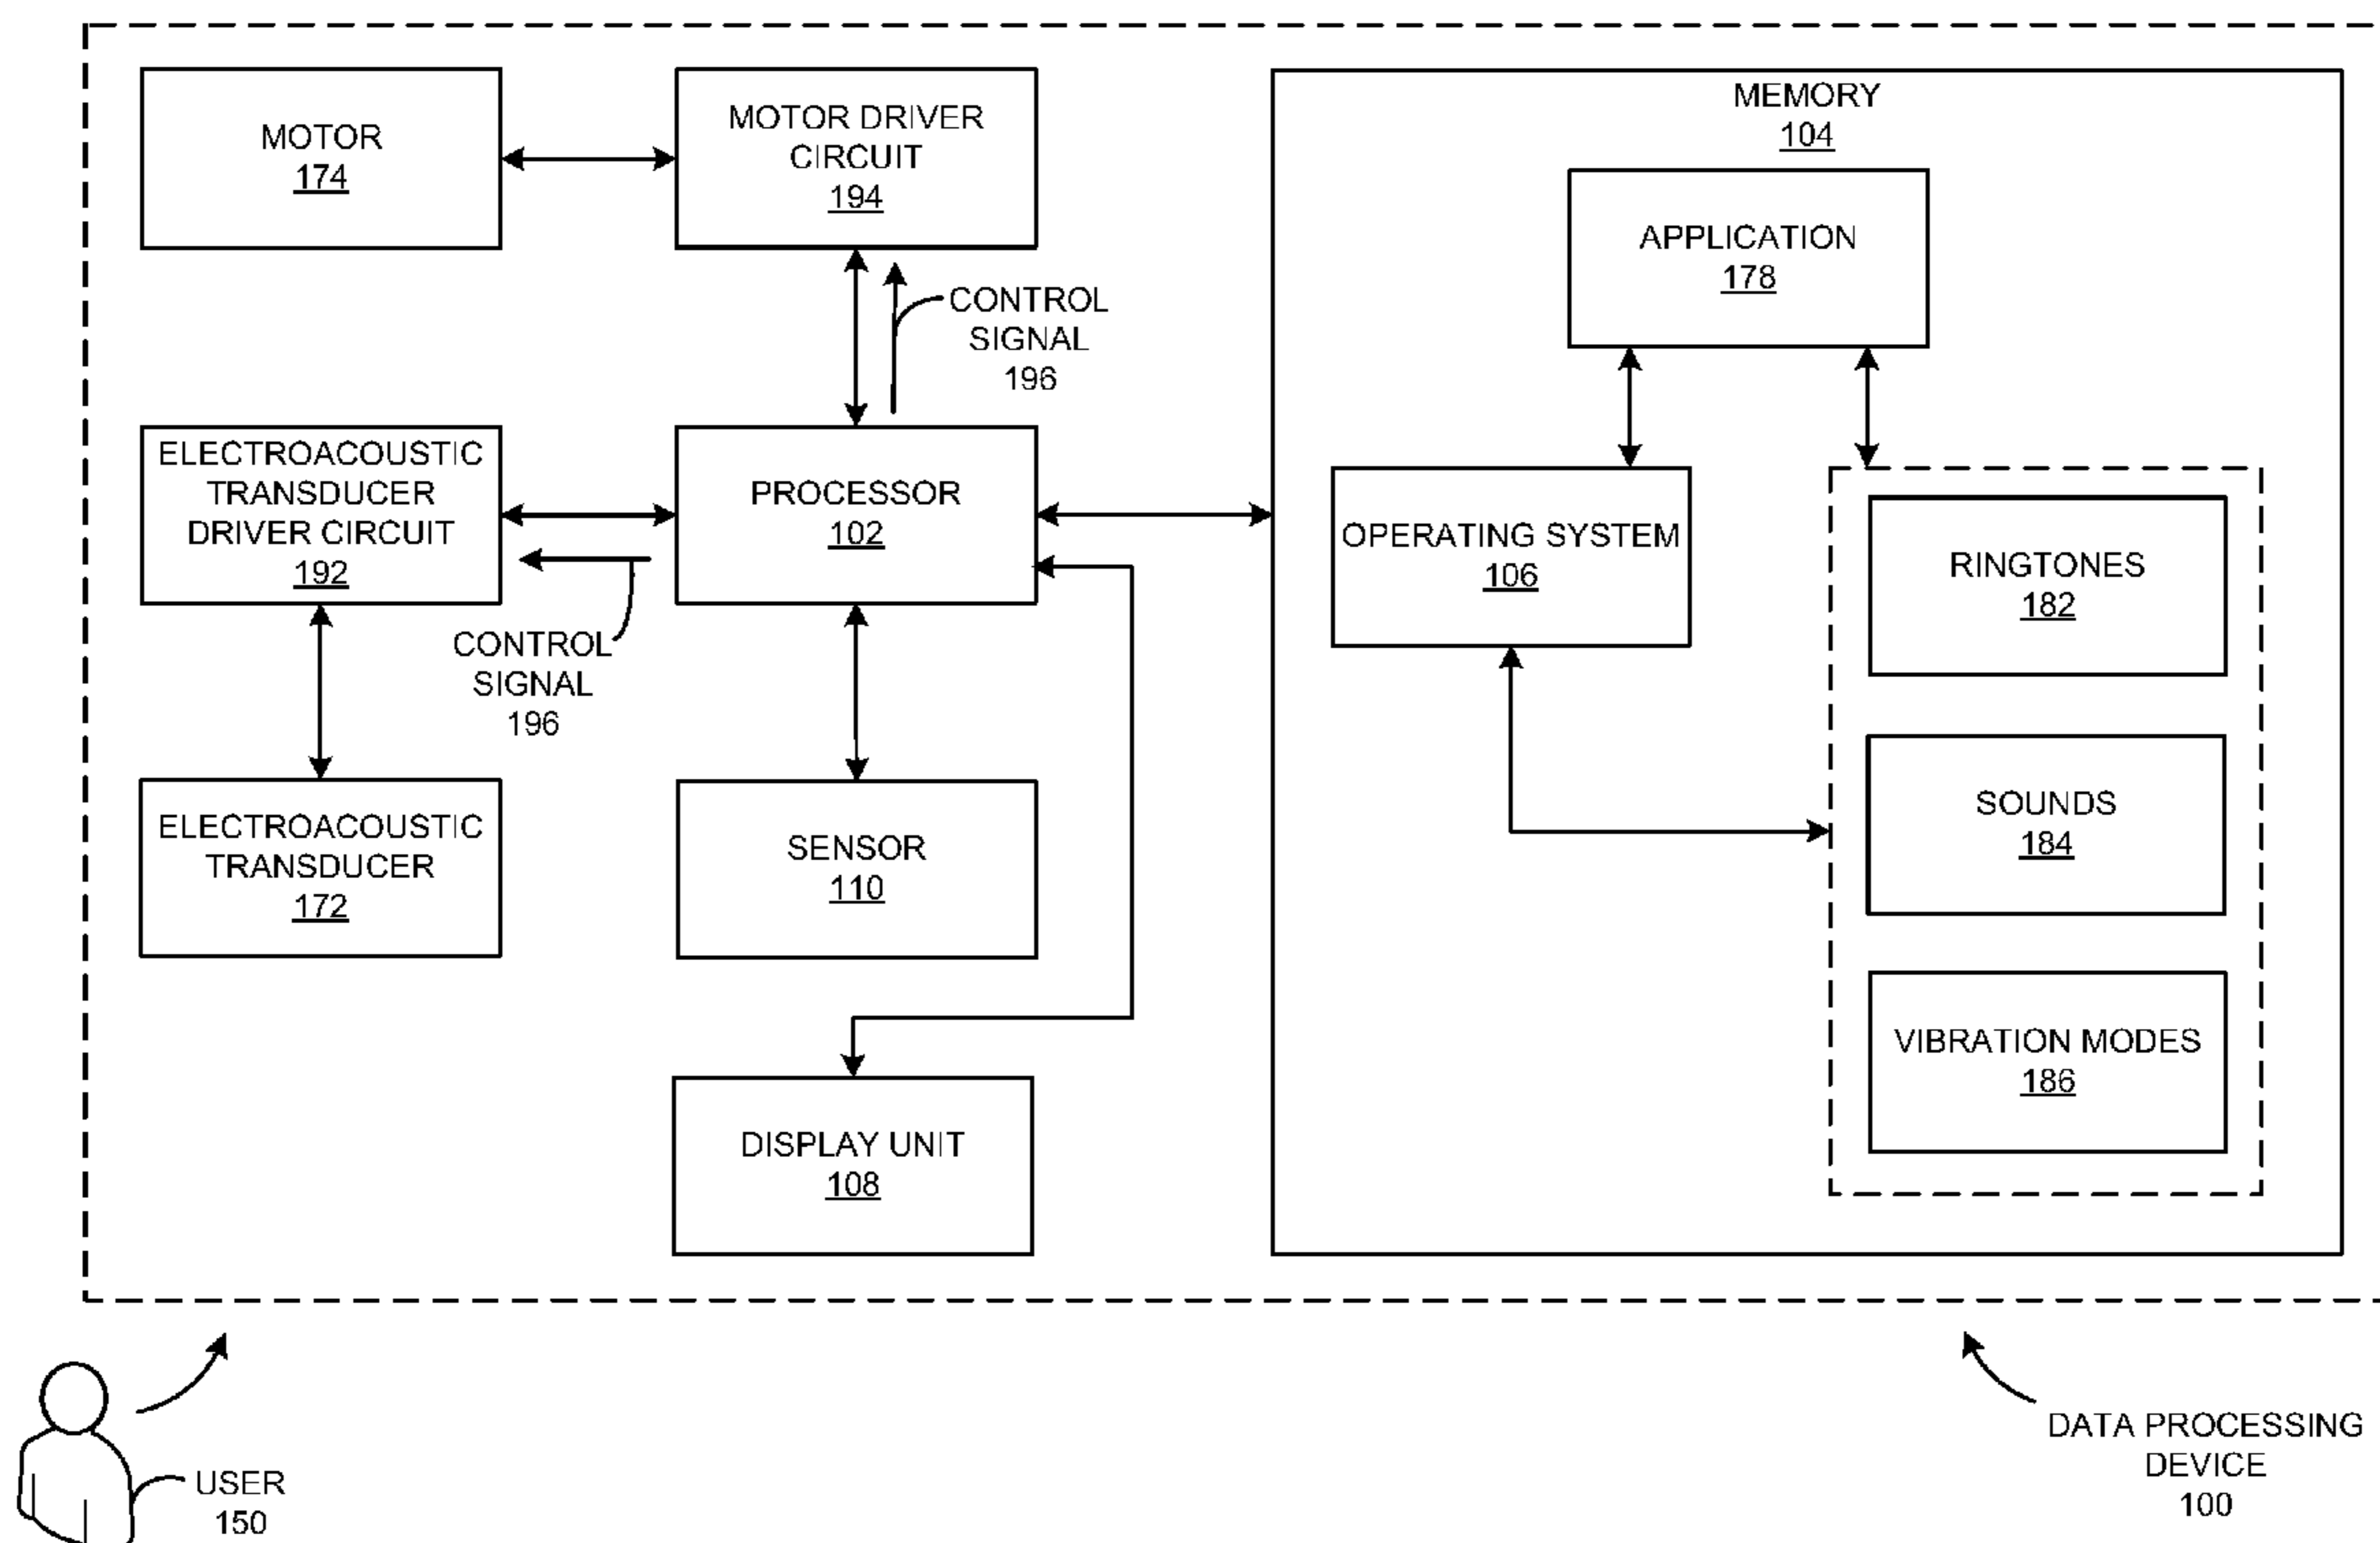 MOTOR
174
MOTOR DRIVER
CIRCUIT
194
CONTROL
SIGNAL
196
ELECTROACOUSTIC
TRANSDUCER
DRIVER CIRCUIT
192
PROCESSOR
102
CONTROL
SIGNAL
196
ELECTROACOUSTIC
TRANSDUCER
172
SENSOR
110
DISPLAY UNIT
108
MEMORY
104
APPLICATION
178
OPERATING SYSTEM
106
RINGTONES
182
SOUNDS
184
VIBRATION MODES
186
USER
150
DATA PROCESSING
DEVICE
100